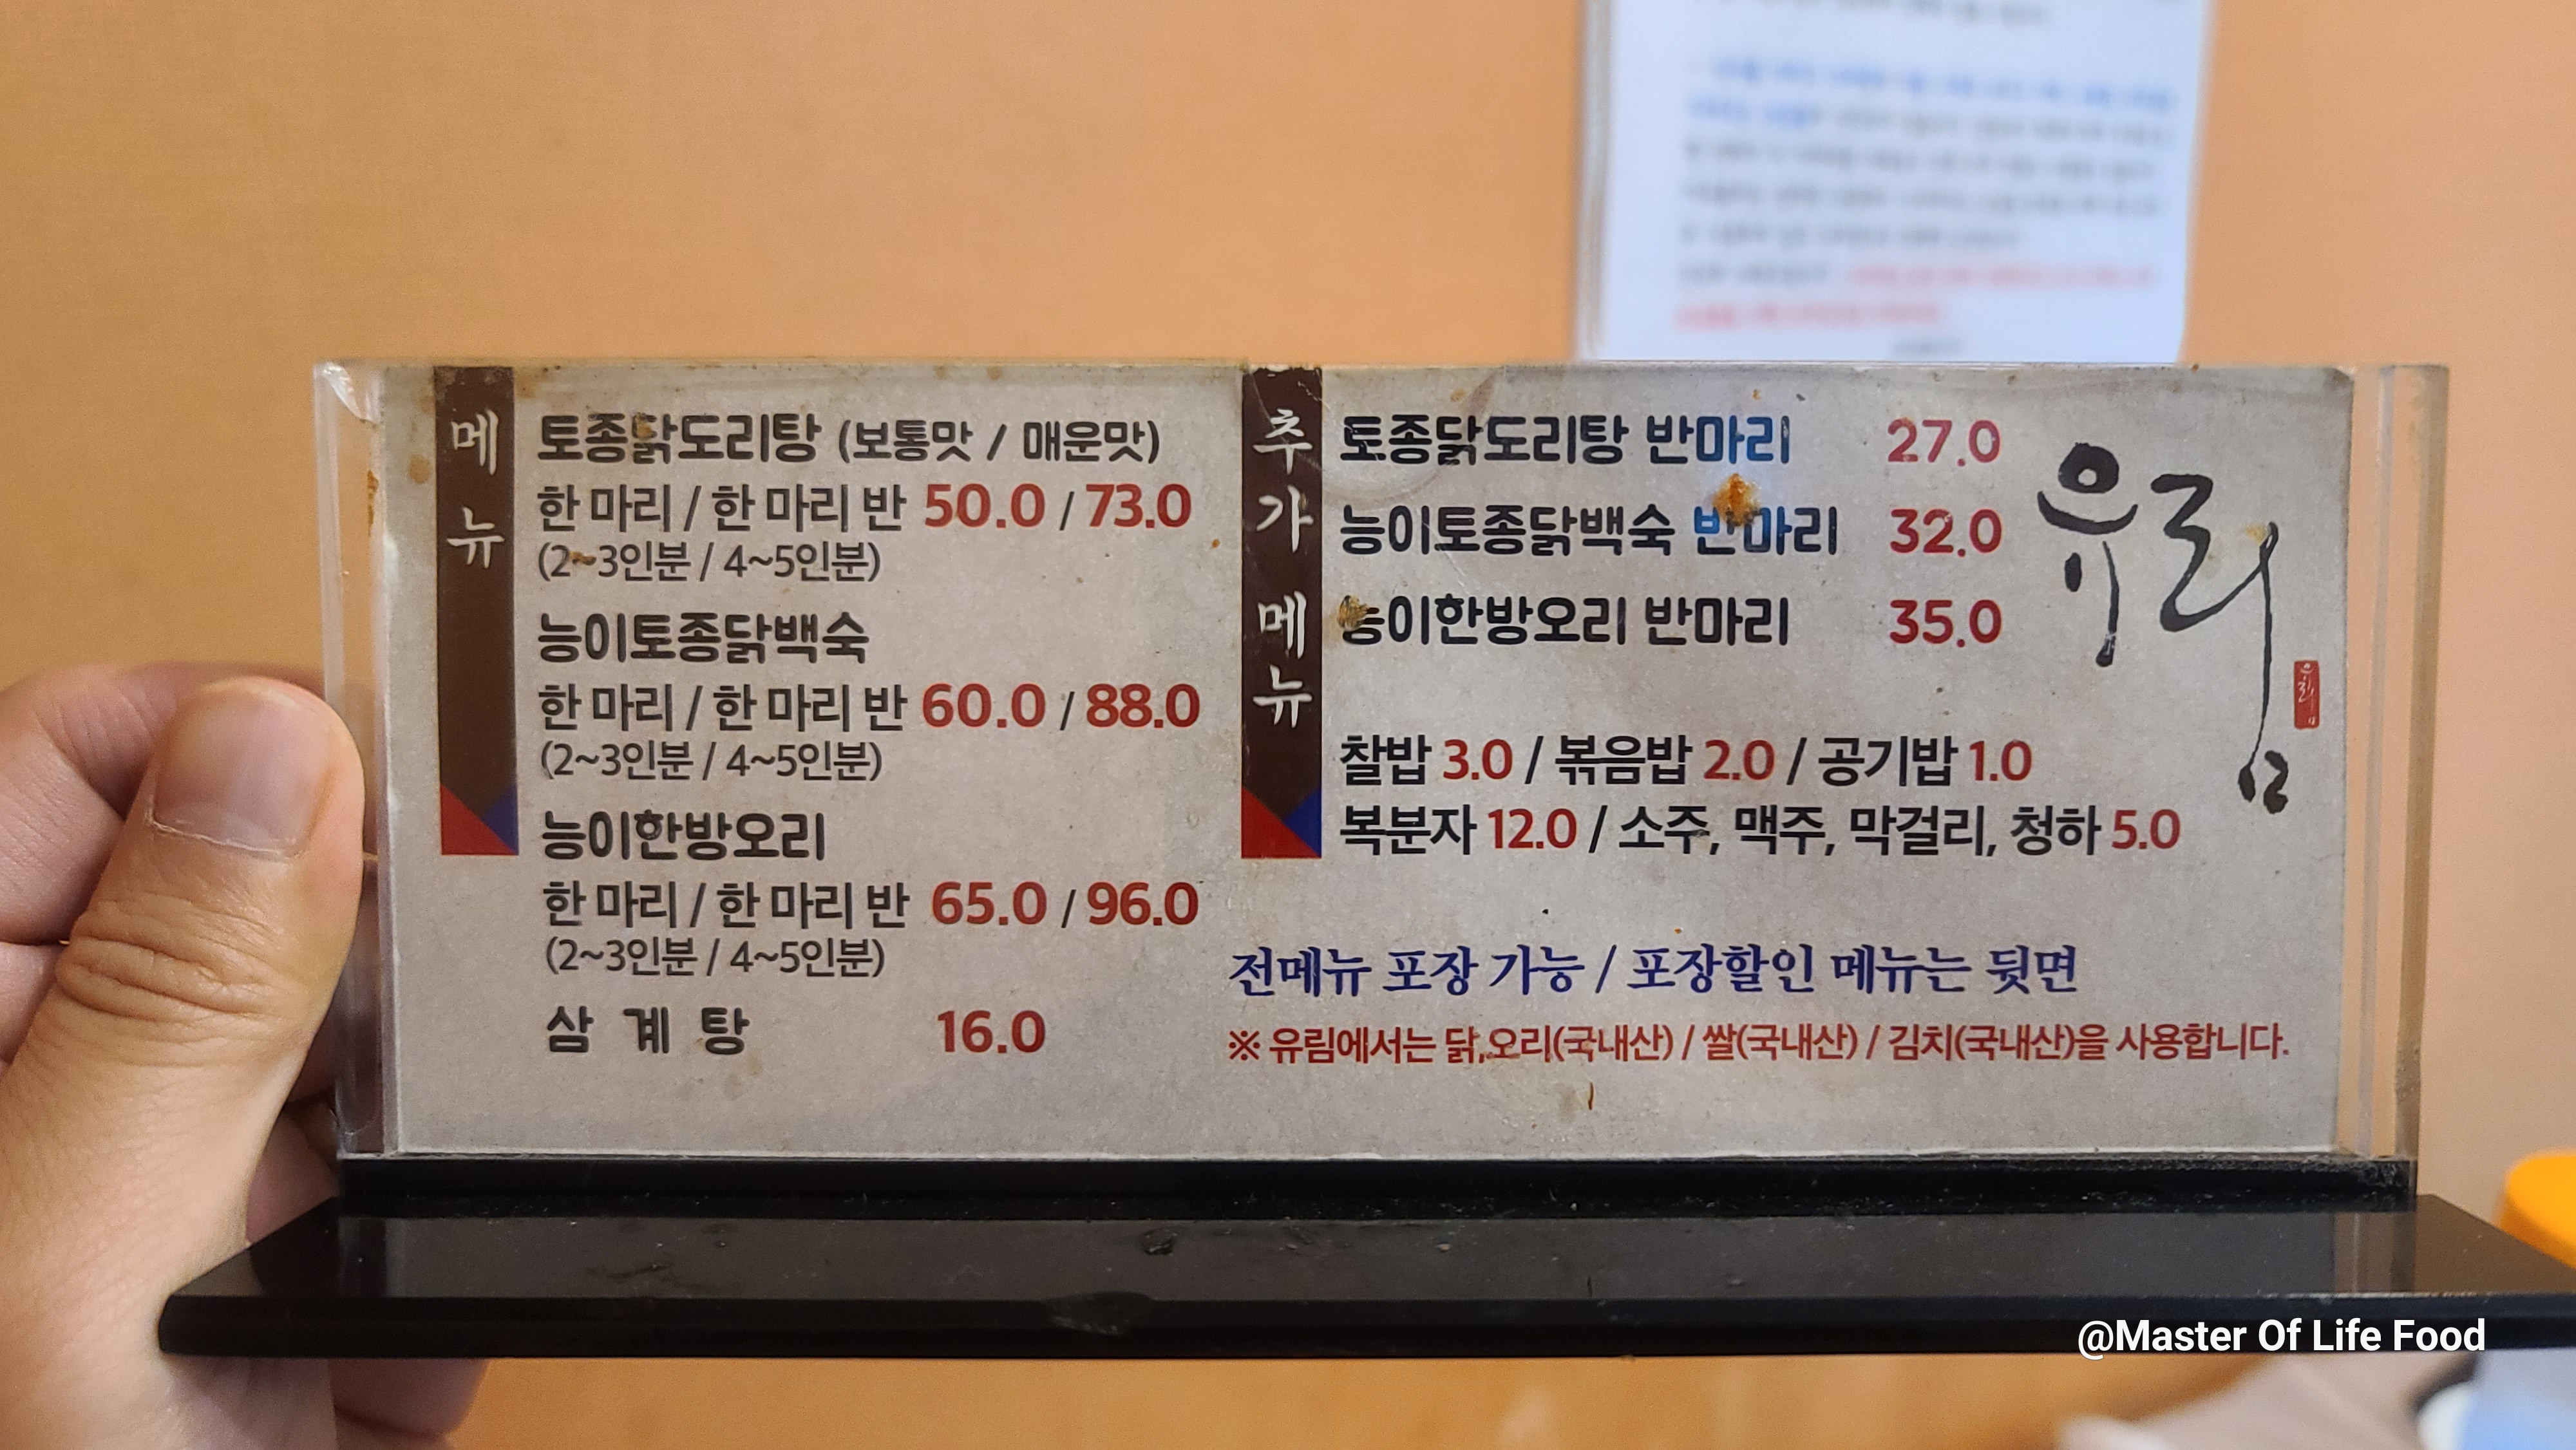 메뉴
토종닭도리탕 (보통맛 / 매운맛)
한 마리 / 한 마리 반 50.0 / 73.0
(2~3인분 / 4~5인분)
능이토종닭백숙
한 마리 / 한 마리 반 60.0 / 88.0
(2~3인분 / 4~5인분)
능이한방오리
한 마리 / 한 마리 반 65.0 / 96.0
(2~3인분 / 4~5인분)
삼 계 탕 16.0
추가메뉴
토종닭도리탕 반마리 27.0
능이토종닭백숙 반마리 32.0
능이한방오리 반마리 35.0
찰밥 3.0 / 볶음밥 2.0 / 공기밥 1.0
복분자 12.0 / 소주, 맥주, 막걸리, 청하 5.0
유림
전메뉴 포장 가능 / 포장할인 메뉴는 뒷면
※ 유림에서는 닭,오리(국내산) / 쌀(국내산) / 김치(국내산)을 사용합니다.
@Master Of Life Food